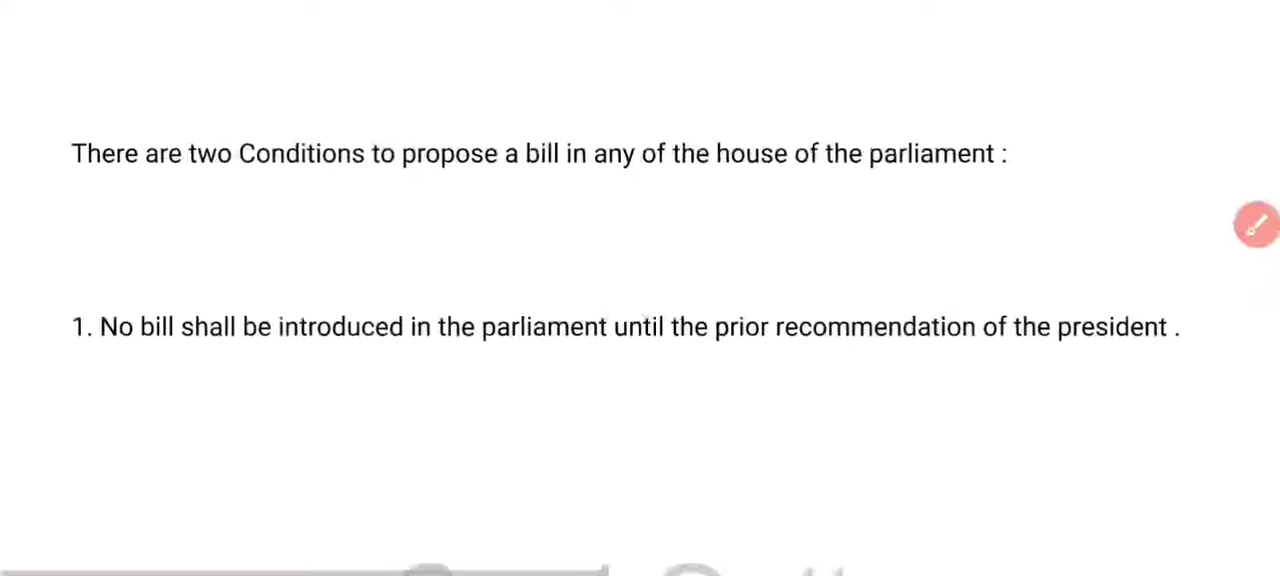 There are two Conditions to propose a bill in any of the house of the parliament :
1. No bill shall be introduced in the parliament until the prior recommendation of the president .